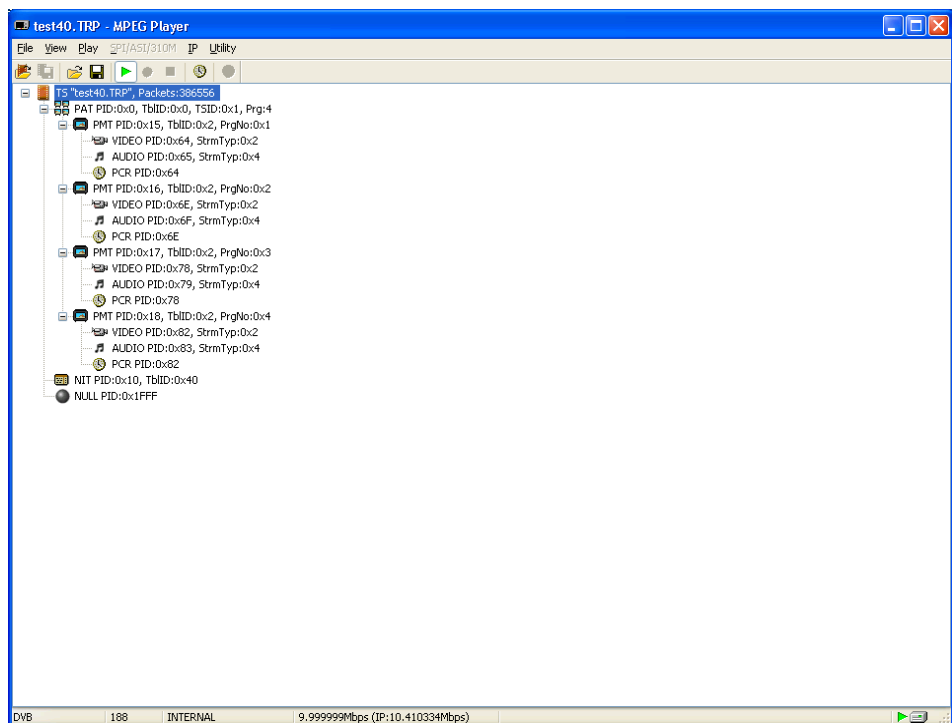 test40.TRP - MPEG Player
File View Play SPI/ASI/310M IP Utility
TS "test40.TRP", Packets:386556
PAT PID:0x0, TblID:0x0, TSID:0x1, Prg:4
PMT PID:0x15, TblID:0x2, PrgNo:0x1
VIDEO PID:0x64, StrmTyp:0x2
AUDIO PID:0x65, StrmTyp:0x4
PCR PID:0x64
PMT PID:0x16, TblID:0x2, PrgNo:0x2
VIDEO PID:0x6E, StrmTyp:0x2
AUDIO PID:0x6F, StrmTyp:0x4
PCR PID:0x6E
PMT PID:0x17, TblID:0x2, PrgNo:0x3
VIDEO PID:0x78, StrmTyp:0x2
AUDIO PID:0x79, StrmTyp:0x4
PCR PID:0x78
PMT PID:0x18, TblID:0x2, PrgNo:0x4
VIDEO PID:0x82, StrmTyp:0x2
AUDIO PID:0x83, StrmTyp:0x4
PCR PID:0x82
NIT PID:0x10, TblID:0x40
NULL PID:0x1FFF
DVB 188 INTERNAL 9.999999Mbps (IP:10.410334Mbps)